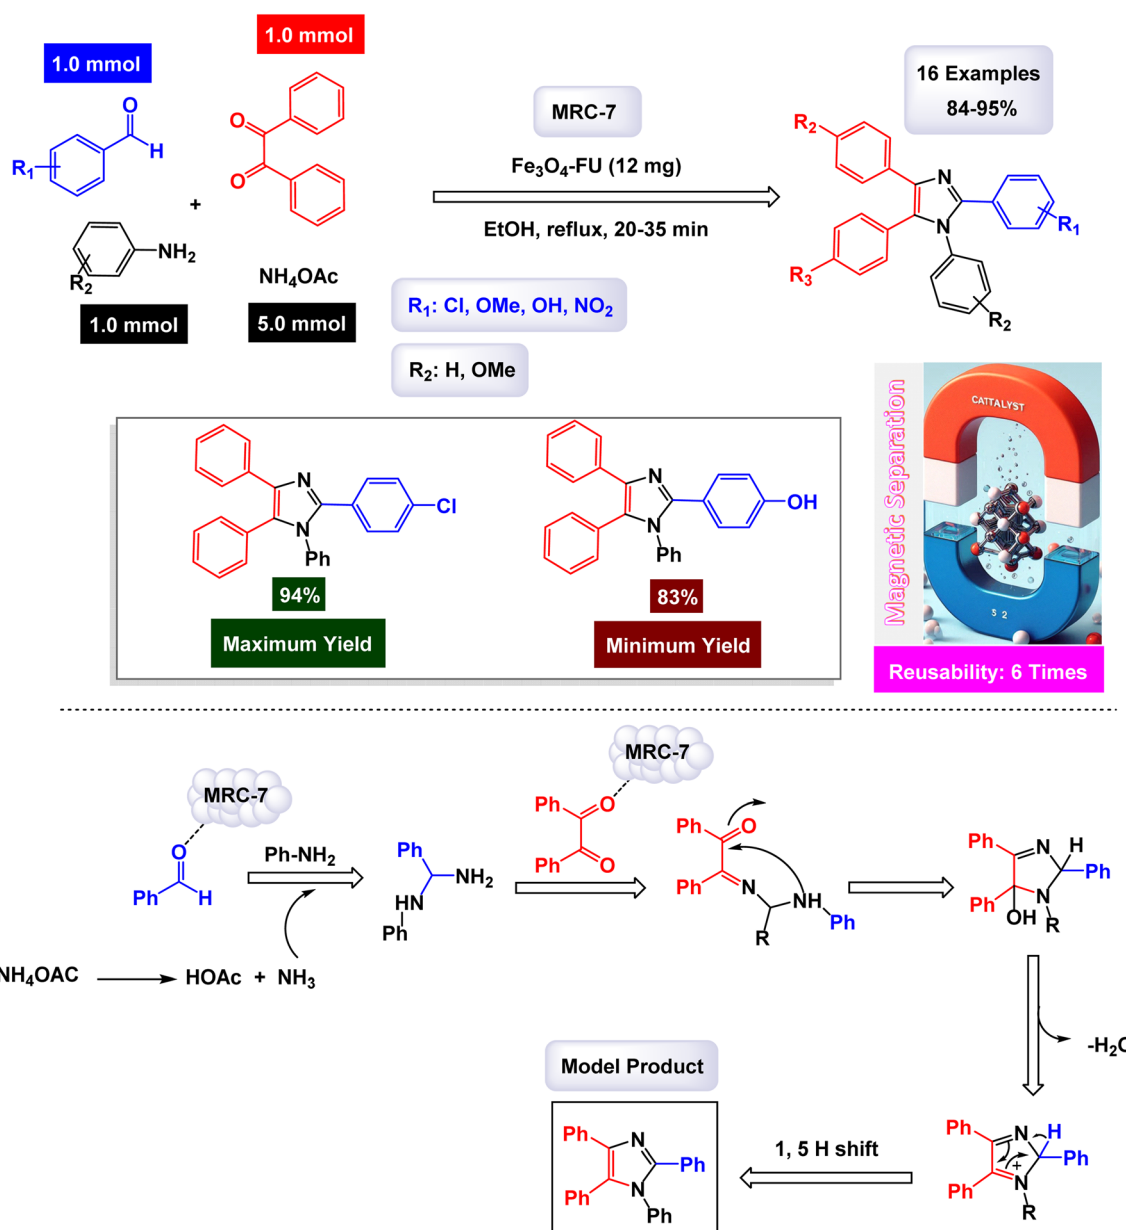 1.0 mmol
1.0 mmol
O
H
R1
O
O
+
NH2
R2
NH4OAc
1.0 mmol
5.0 mmol
MRC-7
Fe3O4-FU (12 mg)
EtOH, reflux, 20-35 min
R1: Cl, OMe, OH, NO2
R2: H, OMe
16 Examples
84-95%
R2
N
R1
N
R3
R2
N
Cl
N
Ph
94%
Maximum Yield
N
OH
N
Ph
83%
Minimum Yield
Magnetic Separation
CATTALYST
5 2
Reusability: 6 Times
MRC-7
O
Ph
H
Ph-NH2
NH4OAC
HOAc + NH3
Ph
NH2
HN
Ph
MRC-7
Ph
O
Ph
O
Ph
O
Ph
N
NH
R
Ph
Ph
N
H
Ph
Ph
N
OH
R
-H2O
Ph
N
H
Ph
+
Ph
N
R
1, 5 H shift
Model Product
Ph
N
Ph
Ph
N
Ph